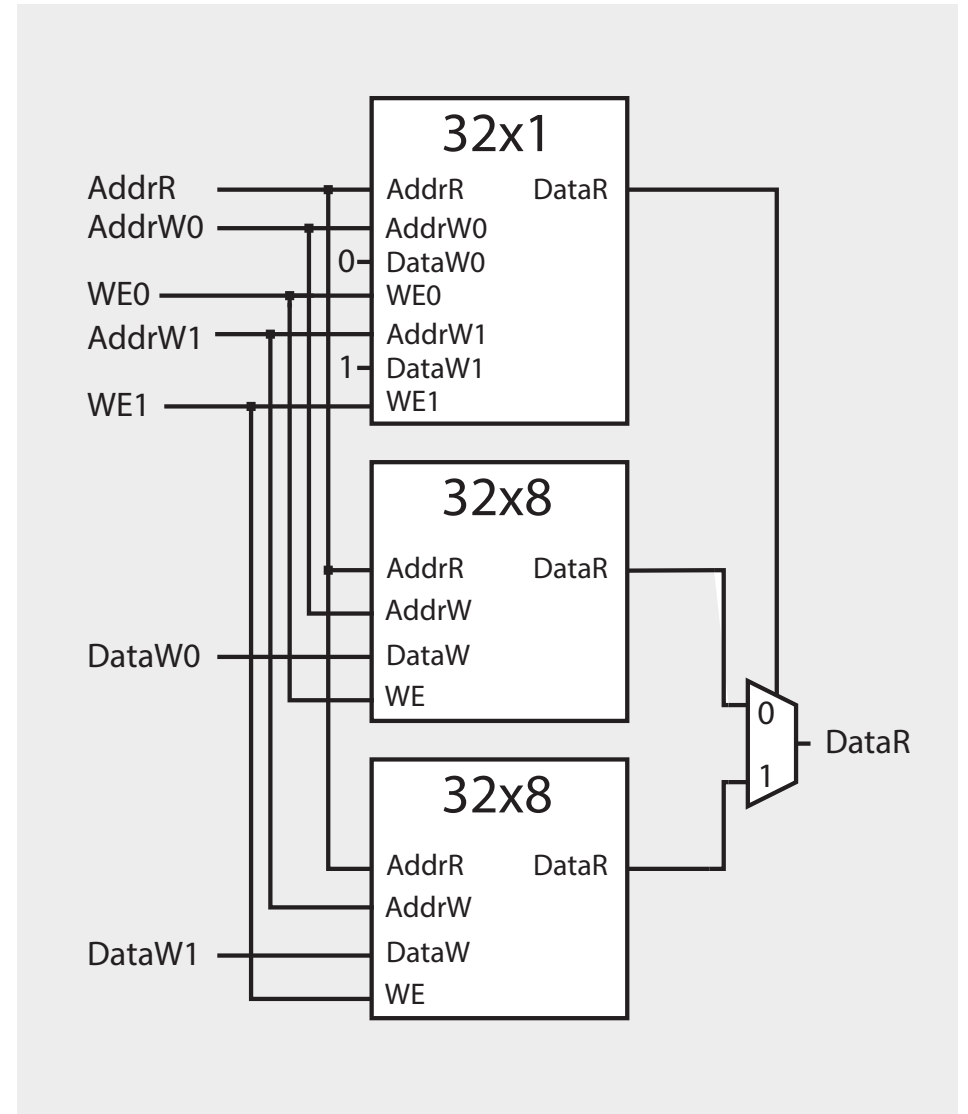 32x1
AddrR
AddrR
DataR
AddrW0
AddrW0
0
DataW0
WE0
WE0
AddrW1
AddrW1
1
DataW1
WE1
WE1
32x8
AddrR
DataR
AddrW
DataW0
DataW
WE
0
DataR
1
32x8
AddrR
DataR
AddrW
DataW1
DataW
WE